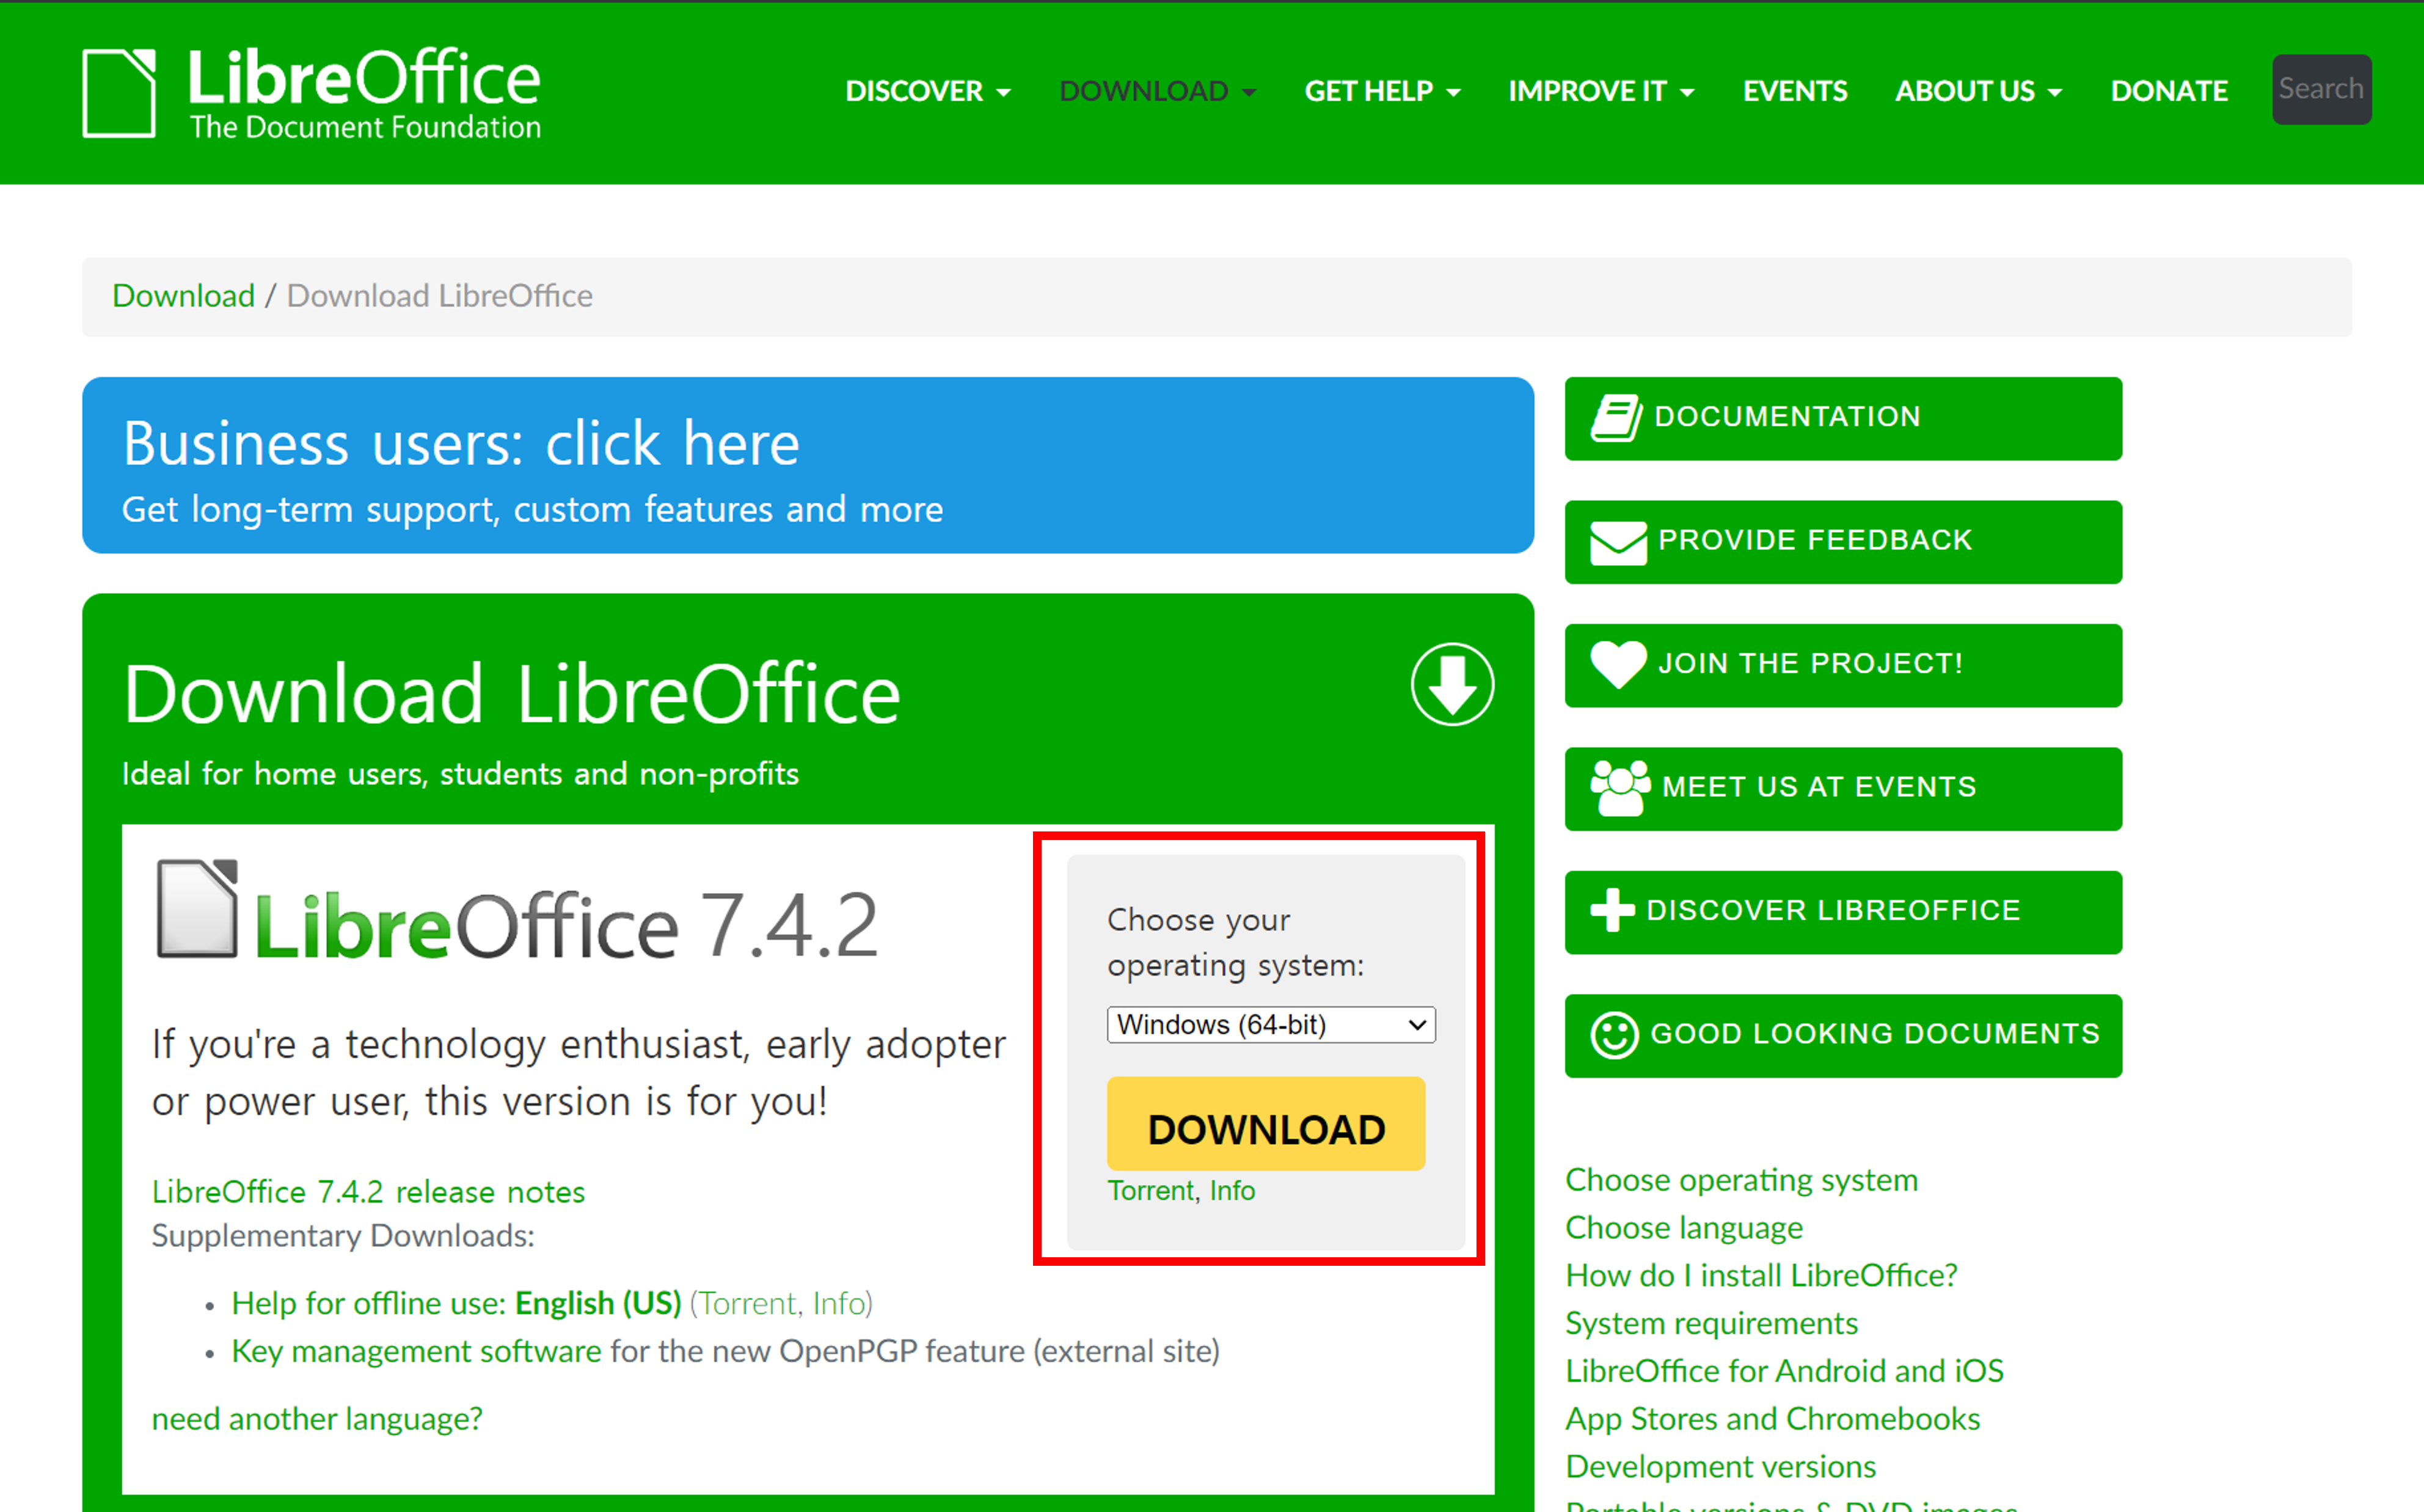 LibreOffice
The Document Foundation
DISCOVER DOWNLOAD GET HELP IMPROVE IT EVENTS ABOUT US DONATE Search
Download / Download LibreOffice
Business users: click here
Get long-term support, custom features and more
Download LibreOffice
Ideal for home users, students and non-profits
LibreOffice 7.4.2
If you're a technology enthusiast, early adopter
or power user, this version is for you!
LibreOffice 7.4.2 release notes
Supplementary Downloads:
• Help for offline use: English (US) (Torrent, Info)
• Key management software for the new OpenPGP feature (external site)
need another language?
Choose your
operating system:
Windows (64-bit)
DOWNLOAD
Torrent, Info
DOCUMENTATION
PROVIDE FEEDBACK
JOIN THE PROJECT!
MEET US AT EVENTS
DISCOVER LIBREOFFICE
GOOD LOOKING DOCUMENTS
Choose operating system
Choose language
How do I install LibreOffice?
System requirements
LibreOffice for Android and iOS
App Stores and Chromebooks
Development versions
Portable versions & DVD images